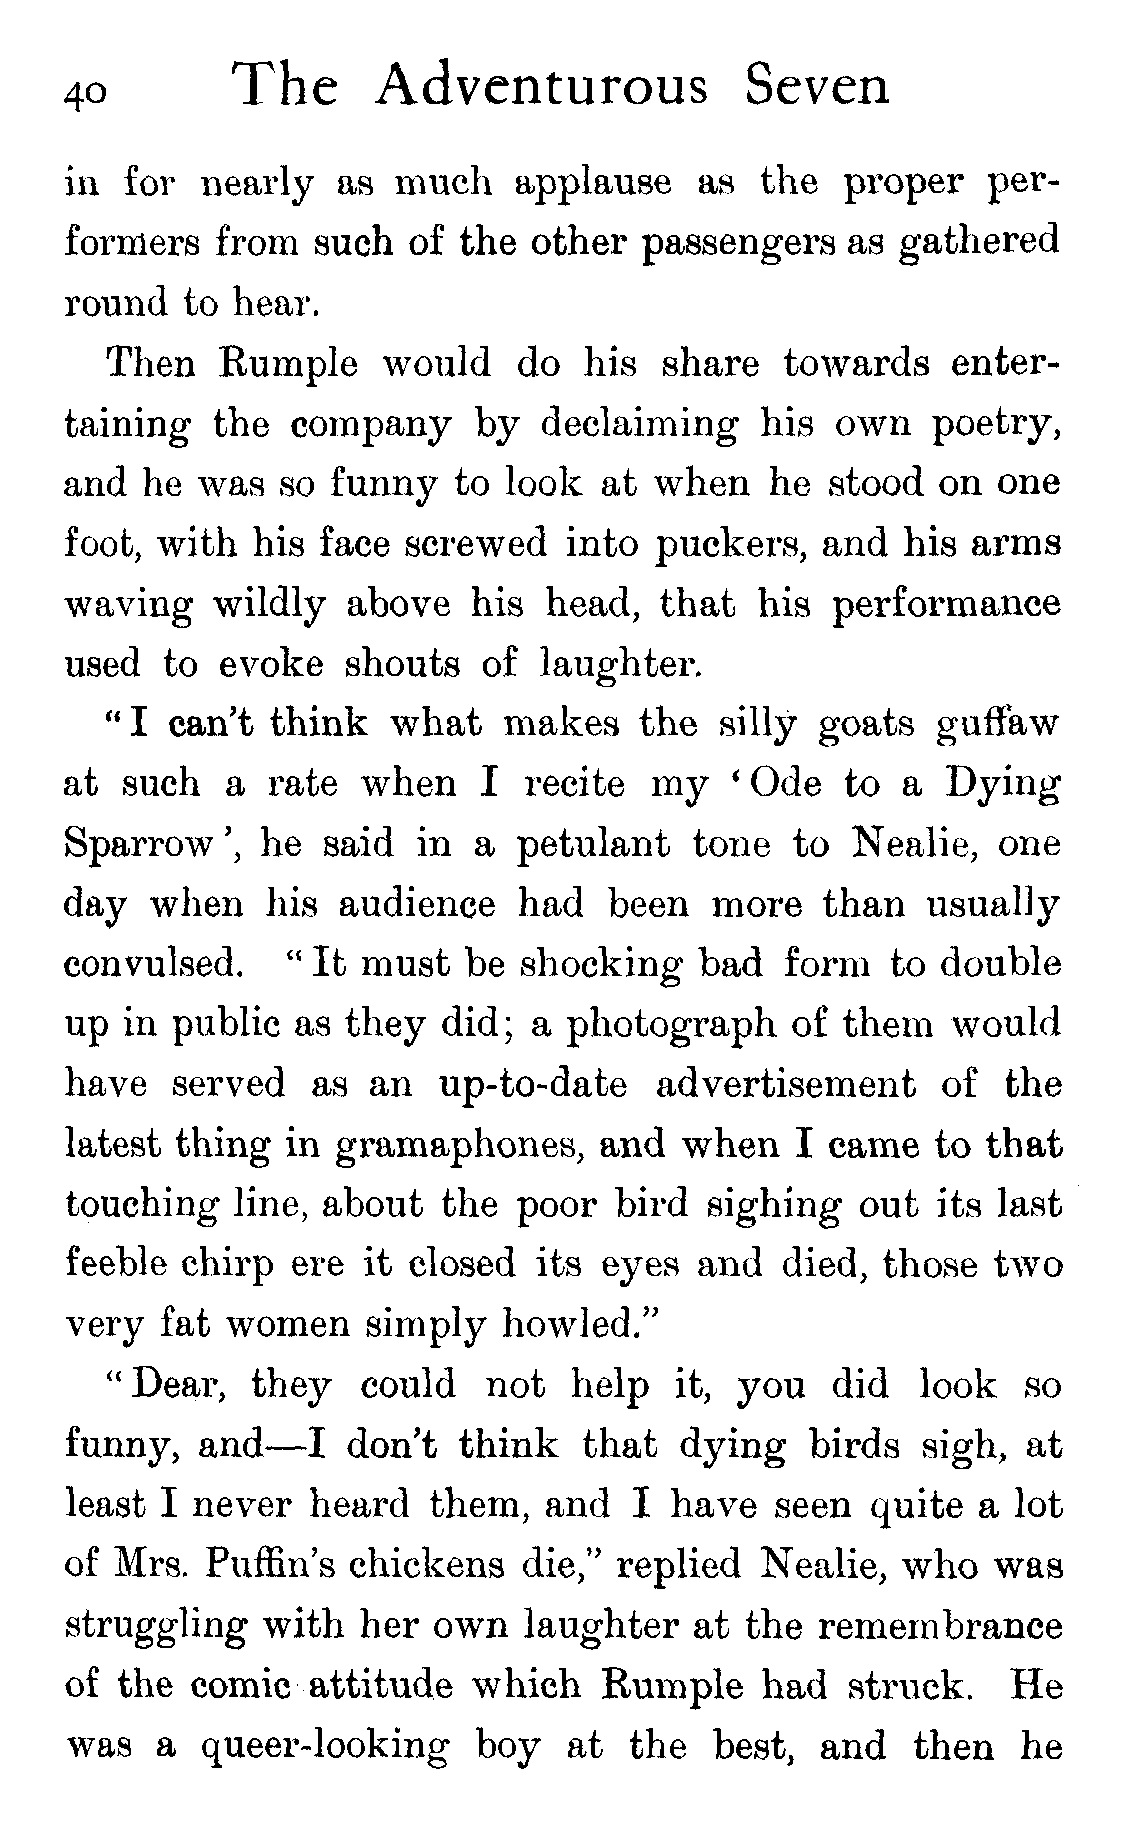 40 The Adventurous Seven
in for nearly as much applause as the proper per-
formers from such of the other passengers as gathered
round to hear.
Then Rumple would do his share towards enter-
taining the company by declaiming his own poetry,
and he was so funny to look at when he stood on one
foot, with his face screwed into puckers, and his arms
waving wildly above his head, that his performance
used to evoke shouts of laughter.
“I can’t think what makes the silly goats guffaw
at such a rate when I recite my ‘Ode to a Dying
Sparrow’, he said in a petulant tone to Nealie, one
day when his audience had been more than usually
convulsed. “It must be shocking bad form to double
up in public as they did; a photograph of them would
have served as an up-to-date advertisement of the
latest thing in gramaphones, and when I came to that
touching line, about the poor bird sighing out its last
feeble chirp ere it closed its eyes and died, those two
very fat women simply howled.”
“Dear, they could not help it, you did look so
funny, and—I don’t think that dying birds sigh, at
least I never heard them, and I have seen quite a lot
of Mrs. Puffin’s chickens die,” replied Nealie, who was
struggling with her own laughter at the remembrance
of the comic attitude which Rumple had struck. He
was a queer-looking boy at the best, and then he